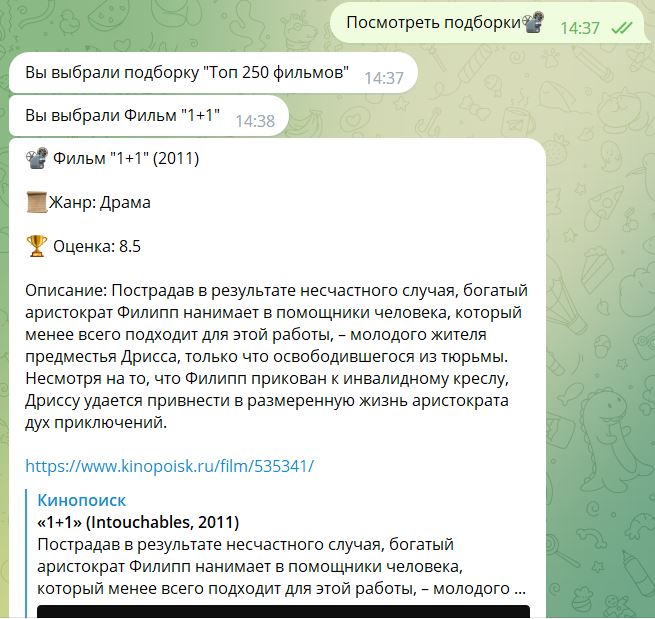 Посмотреть подборки📽 14:37
Вы выбрали подборку "Топ 250 фильмов" 14:37
Вы выбрали Фильм "1+1" 14:38
📽 Фильм "1+1" (2011)
📜Жанр: Драма
🏆 Оценка: 8.5
Описание: Пострадав в результате несчастного случая, богатый
аристократ Филипп нанимает в помощники человека, который
менее всего подходит для этой работы, – молодого жителя
предместья Дрисса, только что освободившегося из тюрьмы.
Несмотря на то, что Филипп прикован к инвалидному креслу,
Дриссу удается привнести в размеренную жизнь аристократа
дух приключений.
https://www.kinopoisk.ru/film/535341/
Кинопоиск
«1+1» (Intouchables, 2011)
Пострадав в результате несчастного случая, богатый
аристократ Филипп нанимает в помощники человека,
который менее всего подходит для этой работы, – молодого ...